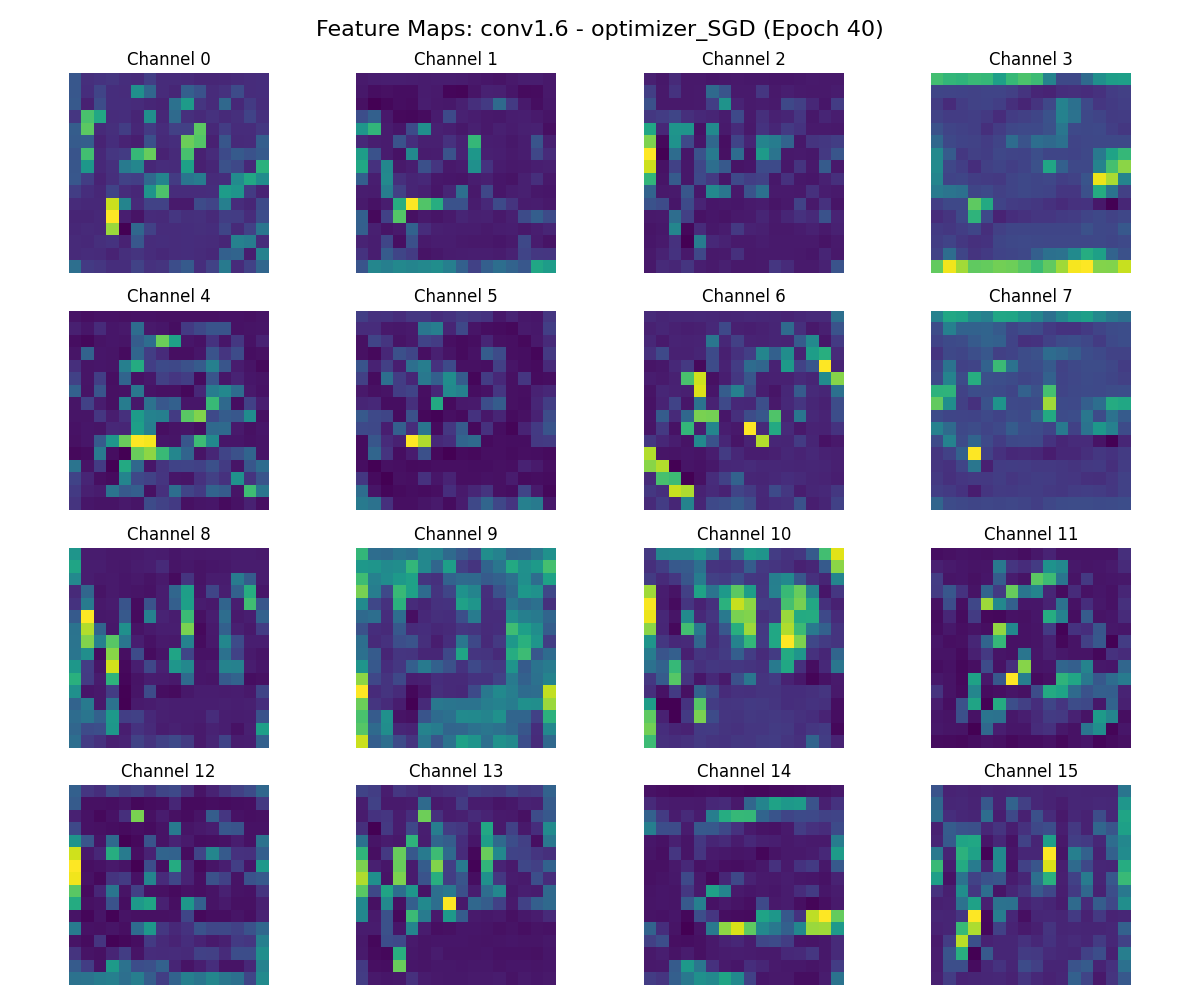 Feature Maps: conv1.6 - optimizer_SGD (Epoch 40)
Channel 0 Channel 1 Channel 2 Channel 3
Channel 4 Channel 5 Channel 6 Channel 7
Channel 8 Channel 9 Channel 10 Channel 11
Channel 12 Channel 13 Channel 14 Channel 15